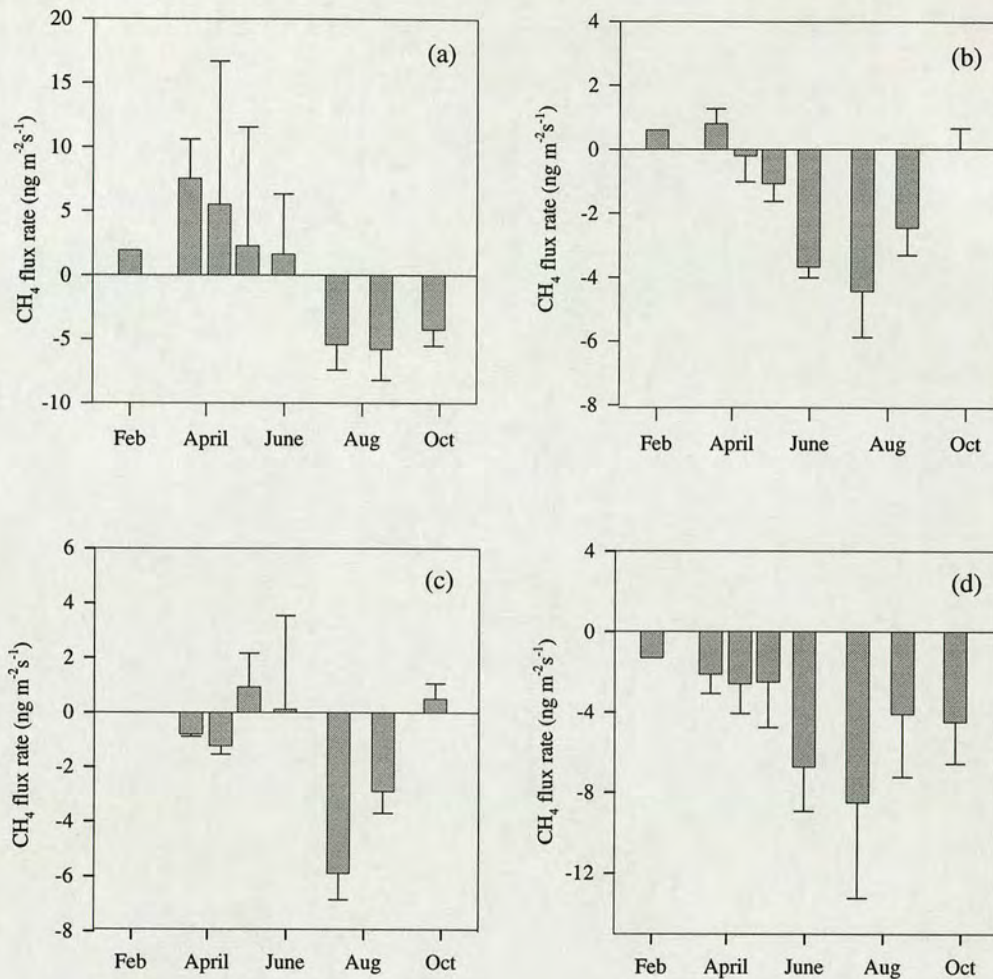 (a)
CH₄ flux rate (ng m⁻²s⁻¹)
20
15
10
5
0
-5
-10
Feb April June Aug Oct
(b)
CH₄ flux rate (ng m⁻²s⁻¹)
4
2
0
-2
-4
-6
-8
Feb April June Aug Oct
(c)
CH₄ flux rate (ng m⁻²s⁻¹)
6
4
2
0
-2
-4
-6
-8
Feb April June Aug Oct
(d)
CH₄ flux rate (ng m⁻²s⁻¹)
4
0
-4
-8
-12
Feb April June Aug Oct